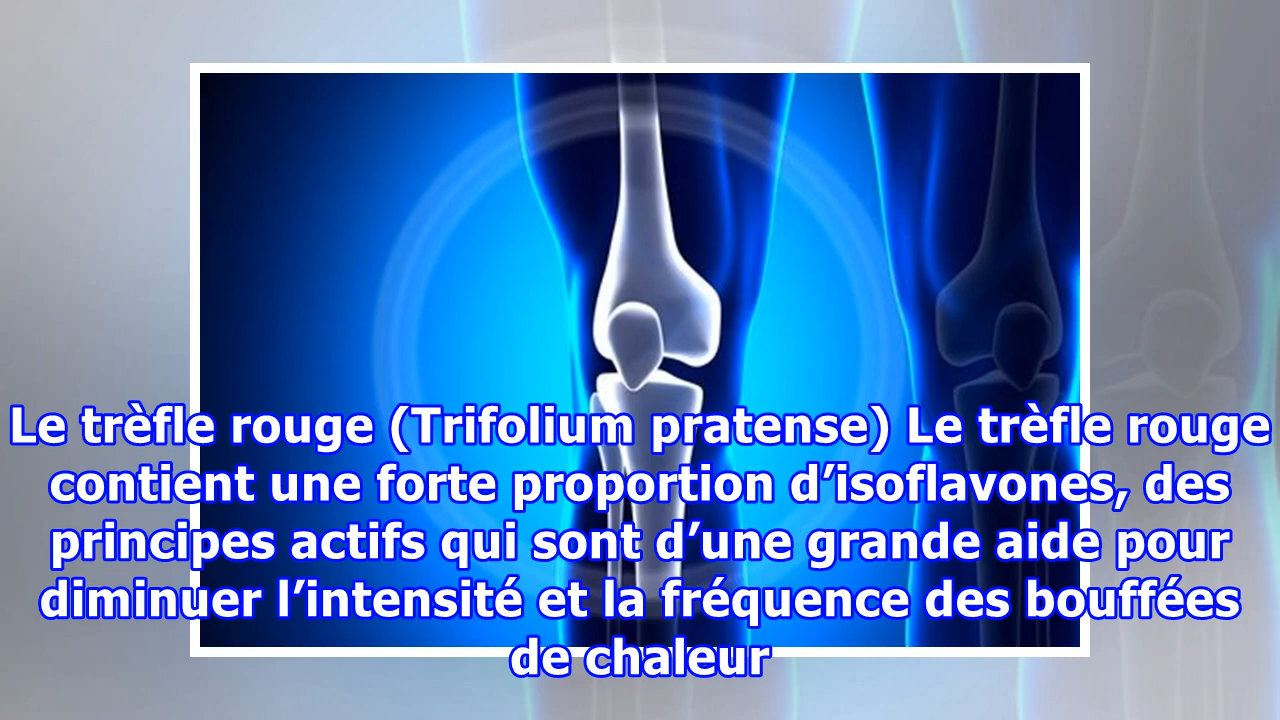 Le trèfle rouge (Trifolium pratense) Le trèfle rouge
contient une forte proportion d’isoflavones, des
principes actifs qui sont d’une grande aide pour
diminuer l’intensité et la fréquence des bouffées
de chaleur